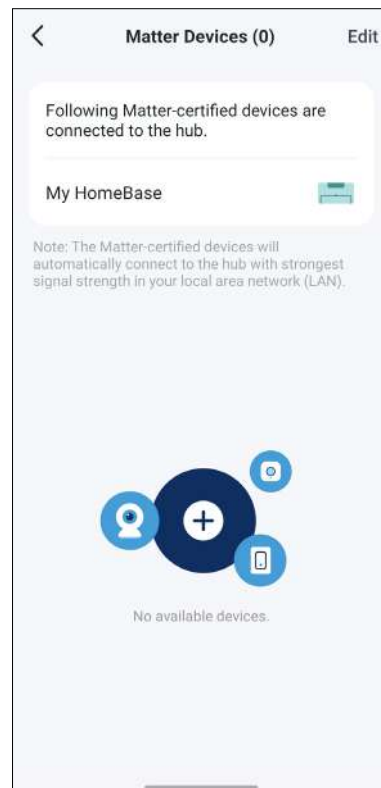 Matter Devices (0)
Edit
Following Matter-certified devices are
connected to the hub.
My HomeBase
Note: The Matter-certified devices will
automatically connect to the hub with strongest
signal strength in your local area network (LAN).
No available devices.